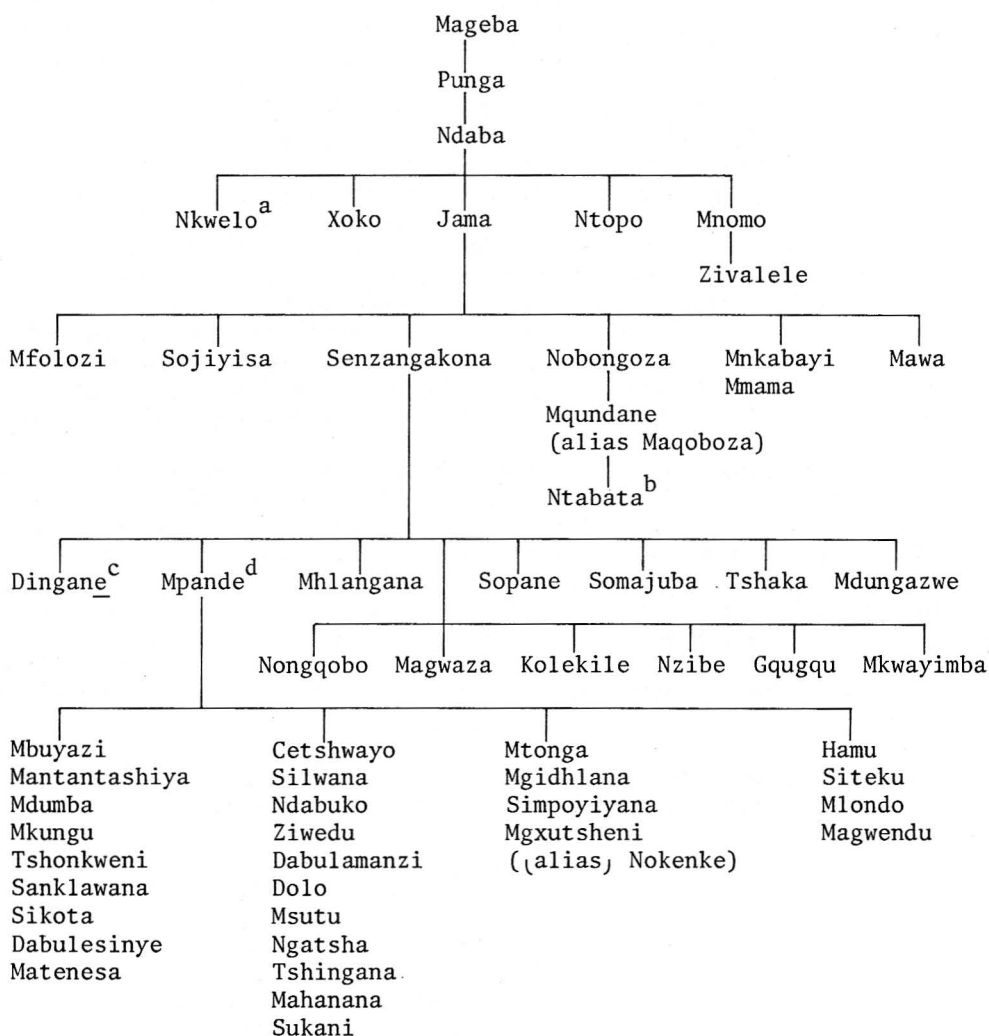 Mageba
Punga
Ndaba
Nkwelo a Xoko Jama Ntopo Mnomo
Zivalele
Mfolozi Sojiyisa Senzangakona Nobongoza Mnkabayi Mawa
Mmama
Mqundane
(alias Maqoboza)
Ntabata b
Dingane c Mpande d Mhlangana Sopane Somajuba Tshaka Mdungazwe
Nongqobo Magwaza Kolekile Nzibe Gqugqu Mkwayimba
Mbuyazi Cetshwayo Mtonga Hamu
Mantantashiya Silwana Mgidhlana Siteku
Mdumba Ndabuko Simpoyiyana Mlondo
Mkungu Ziwedu Mgxutsheni Magwendu
Tshonkweni Dabulamanzi (⟨alias⟩ Nokenke)
Sanklawana Dolo
Sikota Msutu
Dabulesinye Ngatsha
Matenesa Tshingana
Mahanana
Sukani